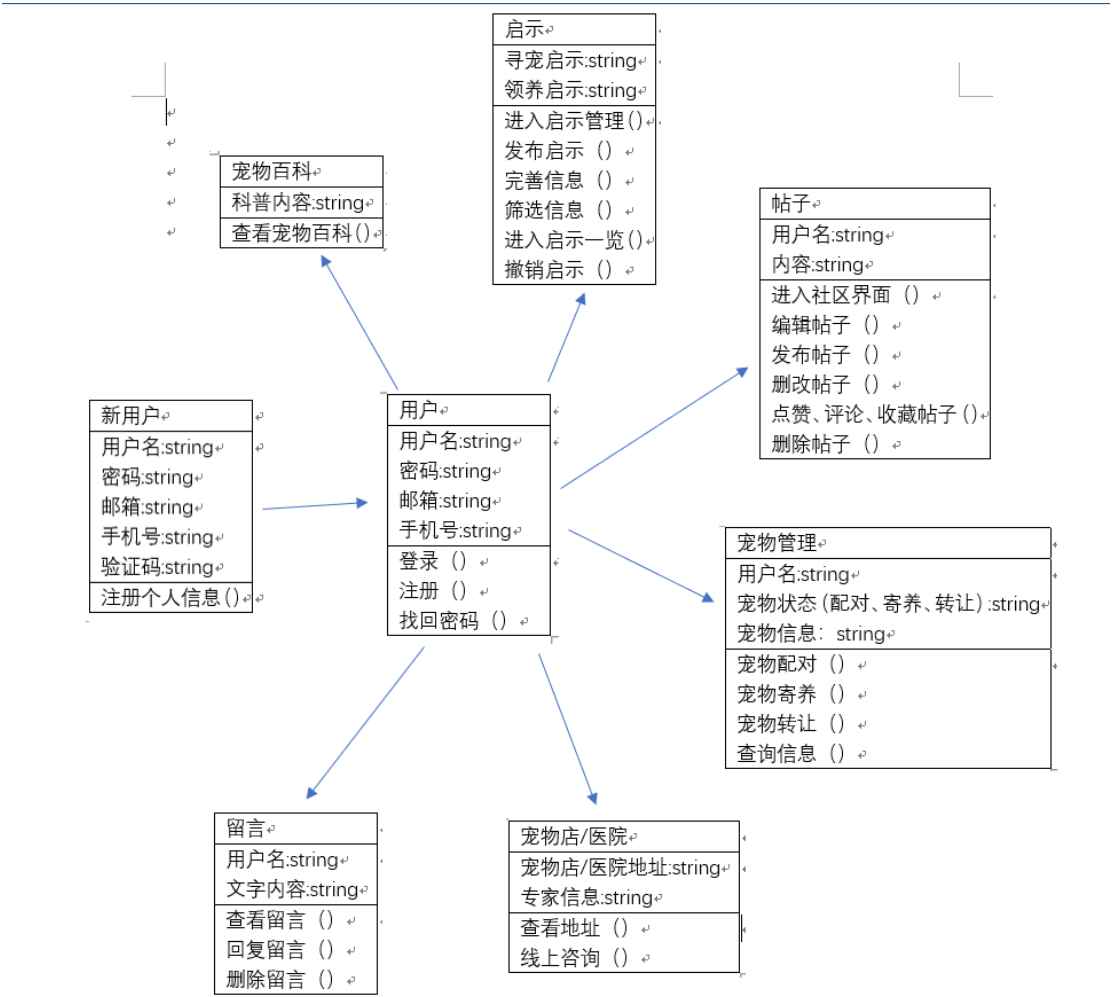 启示
寻宠启示:string
领养启示:string
进入启示管理()
发布启示（）
完善信息（）
筛选信息（）
进入启示一览()
撤销启示（）
宠物百科
科普内容:string
查看宠物百科()
帖子
用户名:string
内容:string
进入社区界面（）
编辑帖子（）
发布帖子（）
删改帖子（）
点赞、评论、收藏帖子()
删除帖子（）
新用户
用户名:string
密码:string
邮箱:string
手机号:string
验证码:string
注册个人信息()
用户
用户名:string
密码:string
邮箱:string
手机号:string
登录（）
注册（）
找回密码（）
宠物管理
用户名:string
宠物状态(配对、寄养、转让):string
宠物信息：string
宠物配对（）
宠物寄养（）
宠物转让（）
查询信息（）
留言
用户名:string
文字内容:string
查看留言（）
回复留言（）
删除留言（）
宠物店/医院
宠物店/医院地址:string
专家信息:string
查看地址（）
线上咨询（）